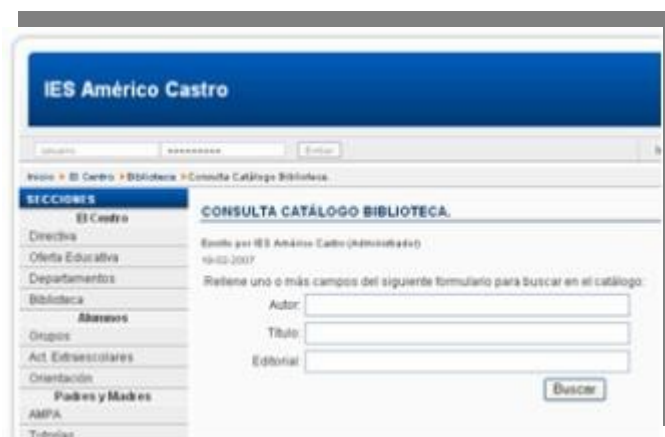 IES Américo Castro
usuario ********* Entrar
Inicio El Centro Biblioteca Consulta Catálogo Biblioteca.
SECCIONES
El Centro
Directiva
Oferta Educativa
Departamentos
Biblioteca
Alumnos
Grupos
Act. Extraescolares
Orientación
Padres y Madres
AMPA
Tutorías
CONSULTA CATÁLOGO BIBLIOTECA.
Escrito por IES Américo Castro (Administrador)
19-02-2007
Rellene uno o más campos del siguiente formulario para buscar en el catálogo:
Autor:
Título:
Editorial:
Buscar